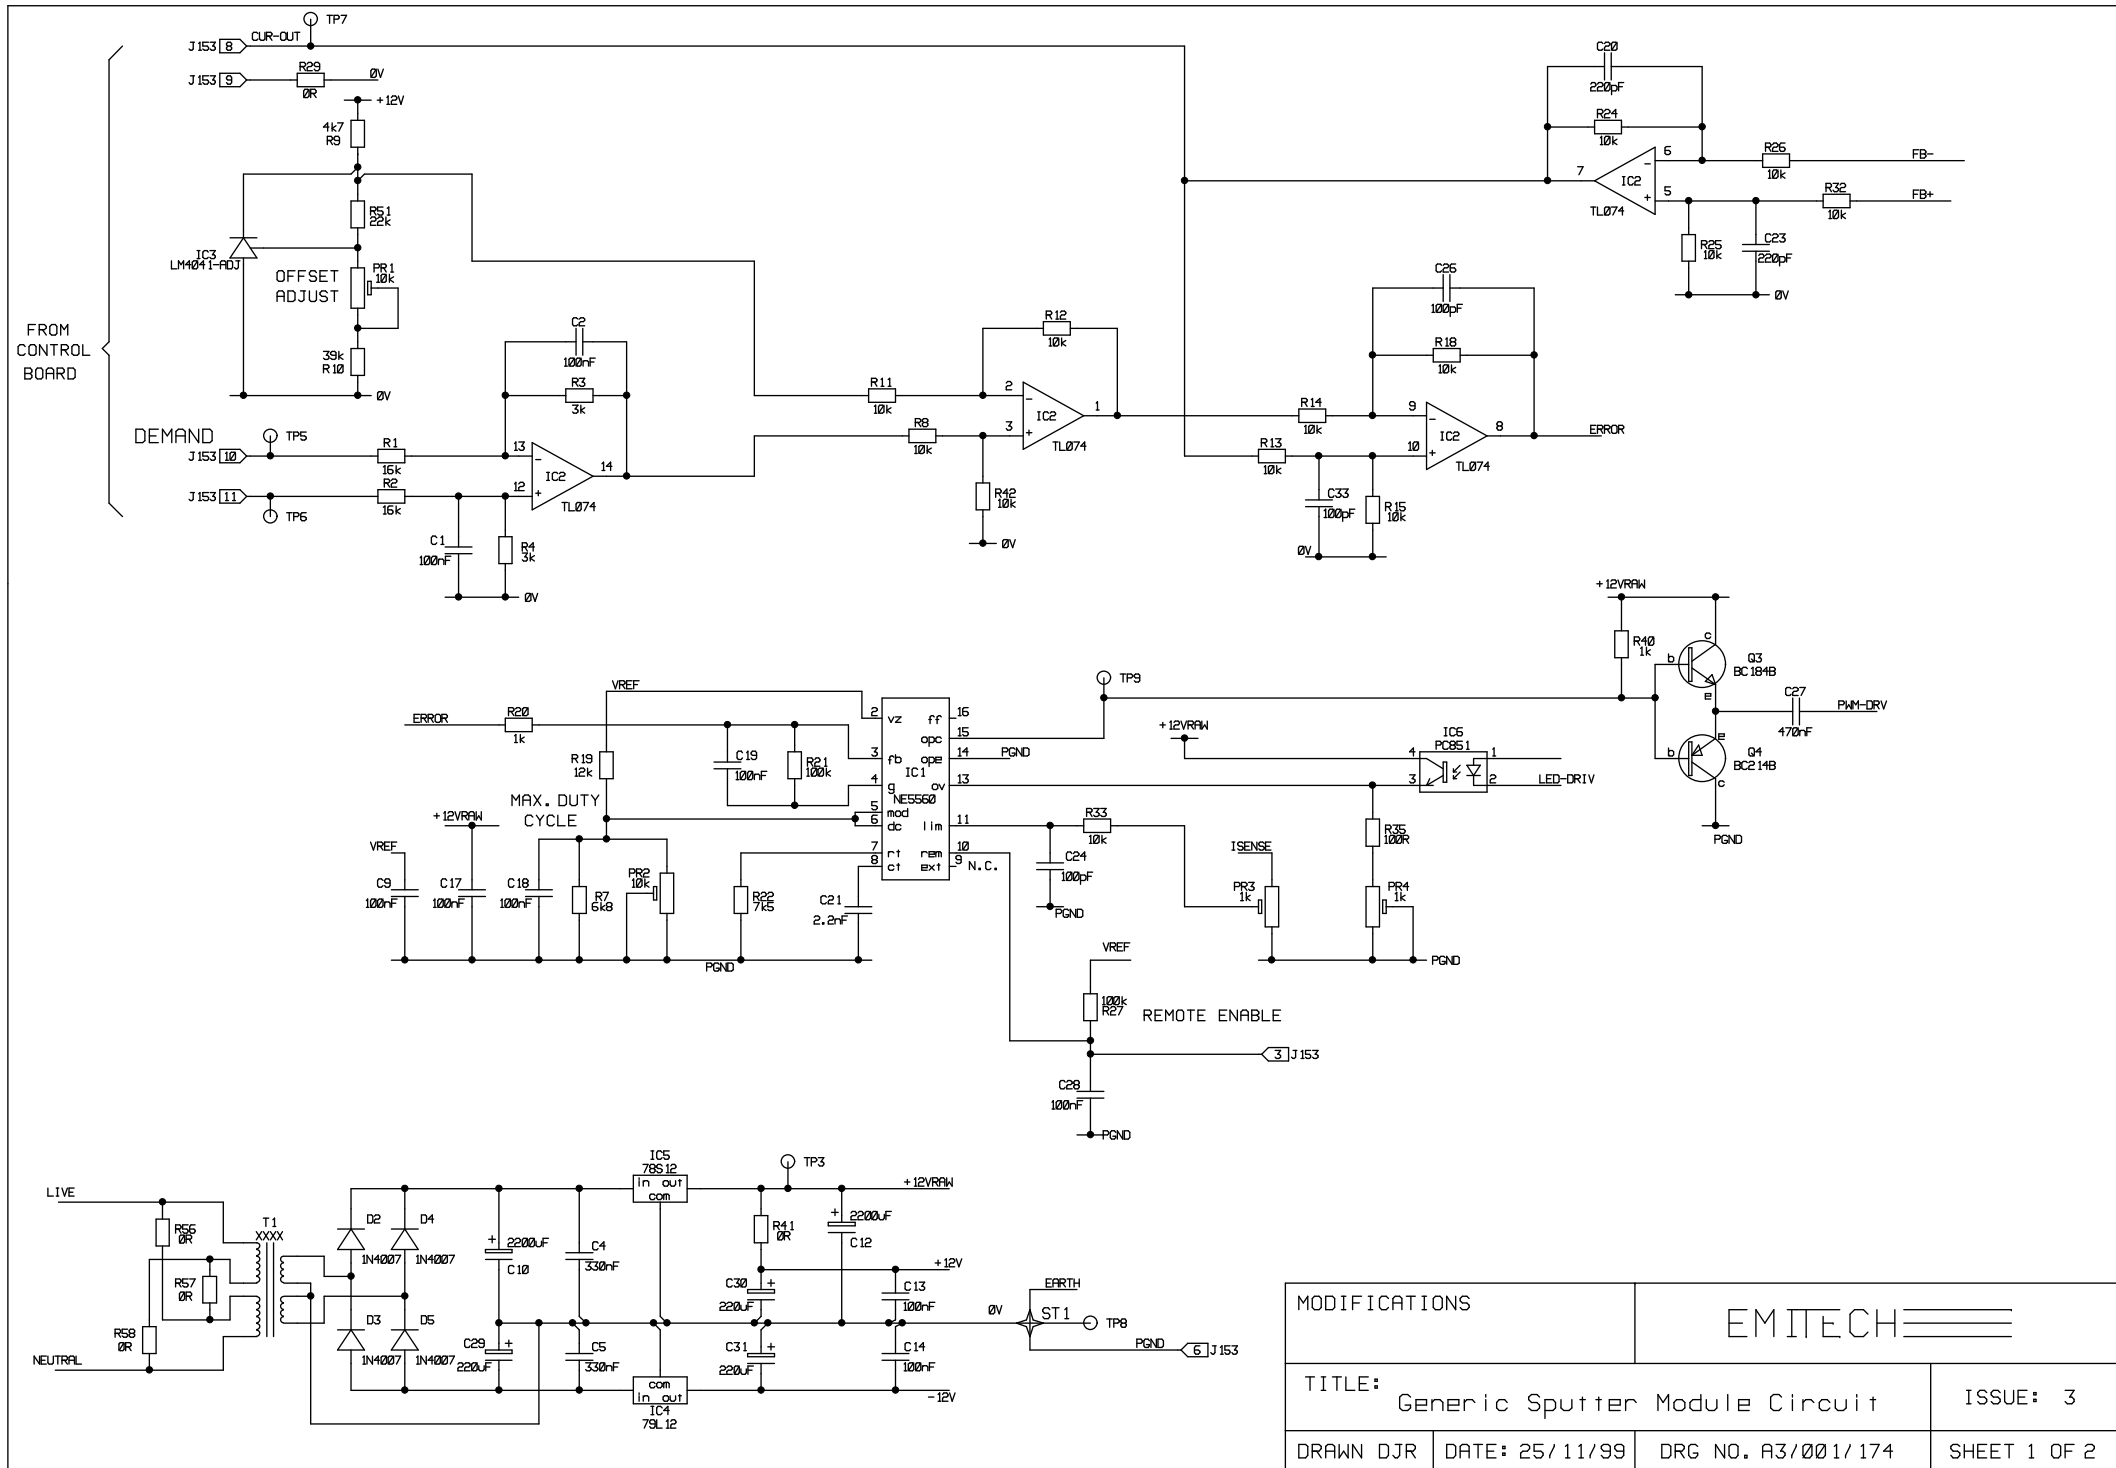 TP7
J153 8 CUR-OUT
J153 9 R29 0R 0V
+12V
4k7
R9
R51
22k
IC3
LM4041-ADJ
OFFSET
ADJUST
PR1
10k
39k
R10
0V
FROM
CONTROL
BOARD
DEMAND
TP5
J153 10
R1
16k
J153 11
R2
16k
TP6
C2
100nF
R3
3k
13
12
14
-
+
IC2
TL074
C1
100nF
R4
3k
0V
R11
10k
R8
10k
R12
10k
2
3
1
-
+
IC2
TL074
R42
10k
0V
C20
220pF
R24
10k
7
6
5
-
+
IC2
TL074
R26
10k
FB-
R32
10k
FB+
R25
10k
C23
220pF
0V
C26
100pF
R18
10k
R14
10k
R13
10k
9
10
8
-
+
IC2
TL074
ERROR
C33
100pF
R15
10k
0V
+12VRAW
R40
1k
c
b
e
Q3
BC184B
C27
470nF
PWM-DRV
e
b
c
Q4
BC214B
PGND
VREF
ERROR
R20
1k
R19
12k
C19
100nF
R21
100k
MAX. DUTY
CYCLE
+12VRAW
VREF
C9
100nF
C17
100nF
C18
100nF
R7
6k8
PR2
10k
R22
7k5
C21
2.2nF
PGND
2 vz ff 16
opc 15
3 fb ope 14 PGND
IC1
4 g ov 13
NE5560
5 mod
6 dc lim 11
7 rt rem 10
8 ct ext 9 N.C.
TP9
+12VRAW
IC6
PC851
4 1
3 2
LED-DRIV
R33
10k
C24
100pF
PGND
ISENSE
PR3
1k
R35
100R
PR4
1k
PGND
VREF
100k
R27
REMOTE ENABLE
3 J153
C28
100nF
PGND
LIVE
R56
0R
R57
0R
R58
0R
NEUTRAL
T1
XXXX
D2
1N4007
D4
1N4007
D3
1N4007
D5
1N4007
+ 2200uF
C10
C29 +
220uF
C4
330nF
C5
330nF
IC5
78S12
in out
com
com
in out
IC4
79L12
TP3
+12VRAW
R41
0R
+ 2200uF
C12
+12V
C30 +
220uF
C13
100nF
C31 +
220uF
C14
100nF
-12V
0V
EARTH
ST1
TP8
PGND
6 J153
MODIFICATIONS
EMITECH
TITLE:
Generic Sputter Module Circuit
ISSUE: 3
DRAWN DJR
DATE: 25/11/99
DRG NO. A3/001/174
SHEET 1 OF 2